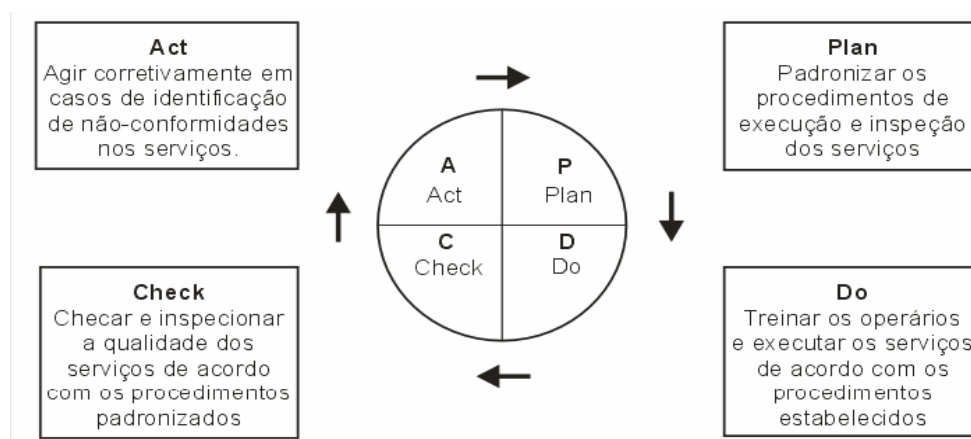 Act
Agir corretivamente em
casos de identificação
de não-conformidades
nos serviços.
Plan
Padronizar os
procedimentos de
execução e inspeção
dos serviços
A
Act
P
Plan
C
Check
D
Do
Check
Checar e inspecionar
a qualidade dos
serviços de acordo
com os procedimentos
padronizados
Do
Treinar os operários
e executar os serviços
de acordo com os
procedimentos
estabelecidos